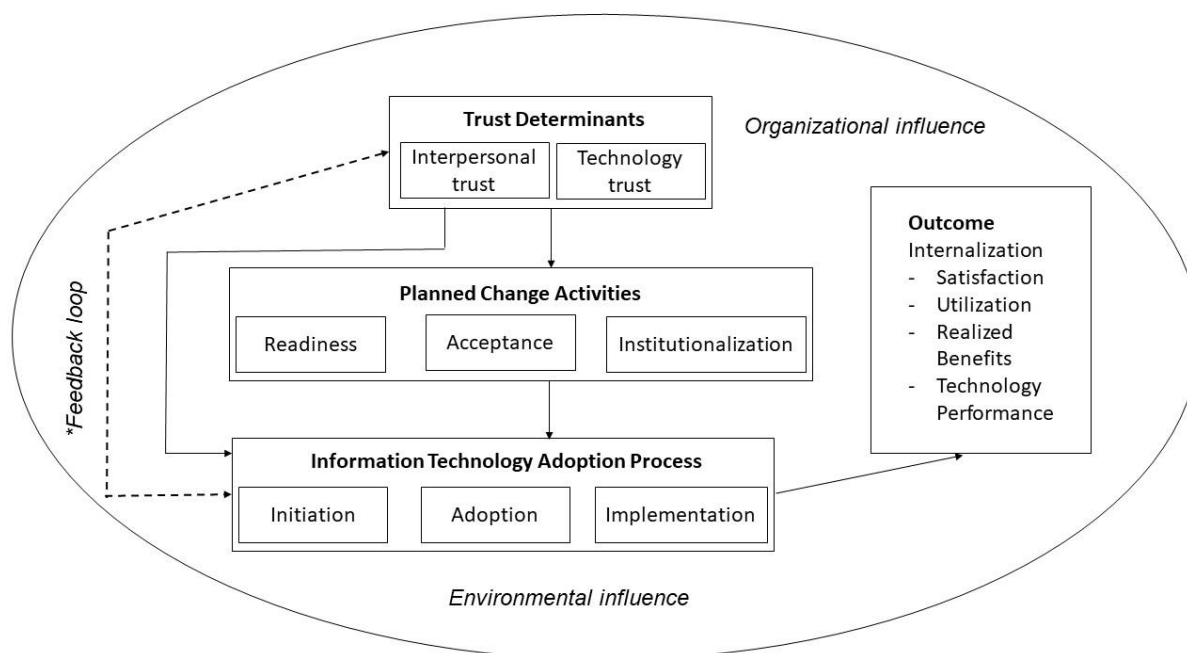 Trust Determinants
Interpersonal
trust
Technology
trust
Organizational influence
Outcome
Internalization
- Satisfaction
- Utilization
- Realized
Benefits
- Technology
Performance
Planned Change Activities
Readiness
Acceptance
Institutionalization
*Feedback loop
Information Technology Adoption Process
Initiation
Adoption
Implementation
Environmental influence